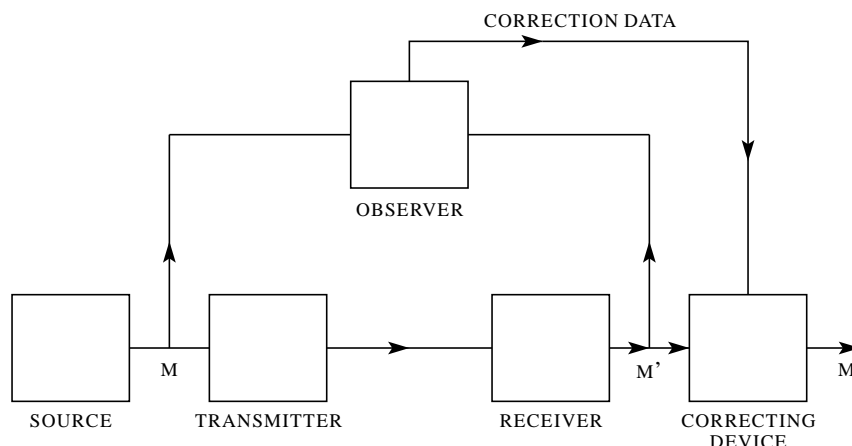 CORRECTION DATA
OBSERVER
M
M'
M
SOURCE
TRANSMITTER
RECEIVER
CORRECTING
DEVICE